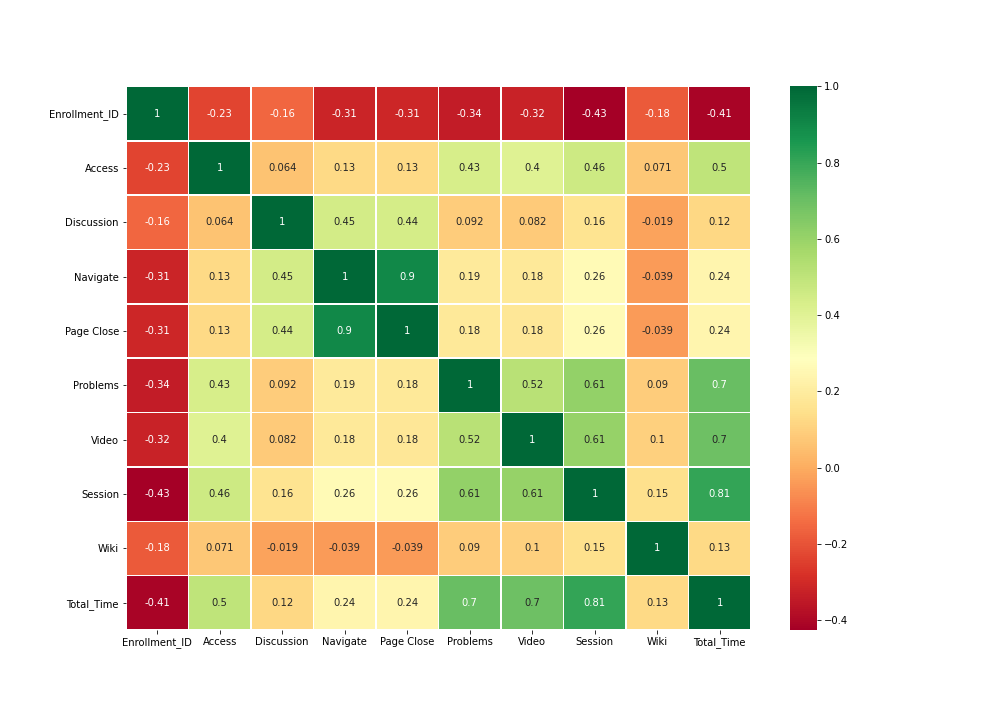 Enrollment_ID 1 -0.23 -0.16 -0.31 -0.31 -0.34 -0.32 -0.43 -0.18 -0.41
Access -0.23 1 0.064 0.13 0.13 0.43 0.4 0.46 0.071 0.5
Discussion -0.16 0.064 1 0.45 0.44 0.092 0.082 0.16 -0.019 0.12
Navigate -0.31 0.13 0.45 1 0.9 0.19 0.18 0.26 -0.039 0.24
Page Close -0.31 0.13 0.44 0.9 1 0.18 0.18 0.26 -0.039 0.24
Problems -0.34 0.43 0.092 0.19 0.18 1 0.52 0.61 0.09 0.7
Video -0.32 0.4 0.082 0.18 0.18 0.52 1 0.61 0.1 0.7
Session -0.43 0.46 0.16 0.26 0.26 0.61 0.61 1 0.15 0.81
Wiki -0.18 0.071 -0.019 -0.039 -0.039 0.09 0.1 0.15 1 0.13
Total_Time -0.41 0.5 0.12 0.24 0.24 0.7 0.7 0.81 0.13 1
Enrollment_ID Access Discussion Navigate Page Close Problems Video Session Wiki Total_Time
1.0
0.8
0.6
0.4
0.2
0.0
−0.2
−0.4